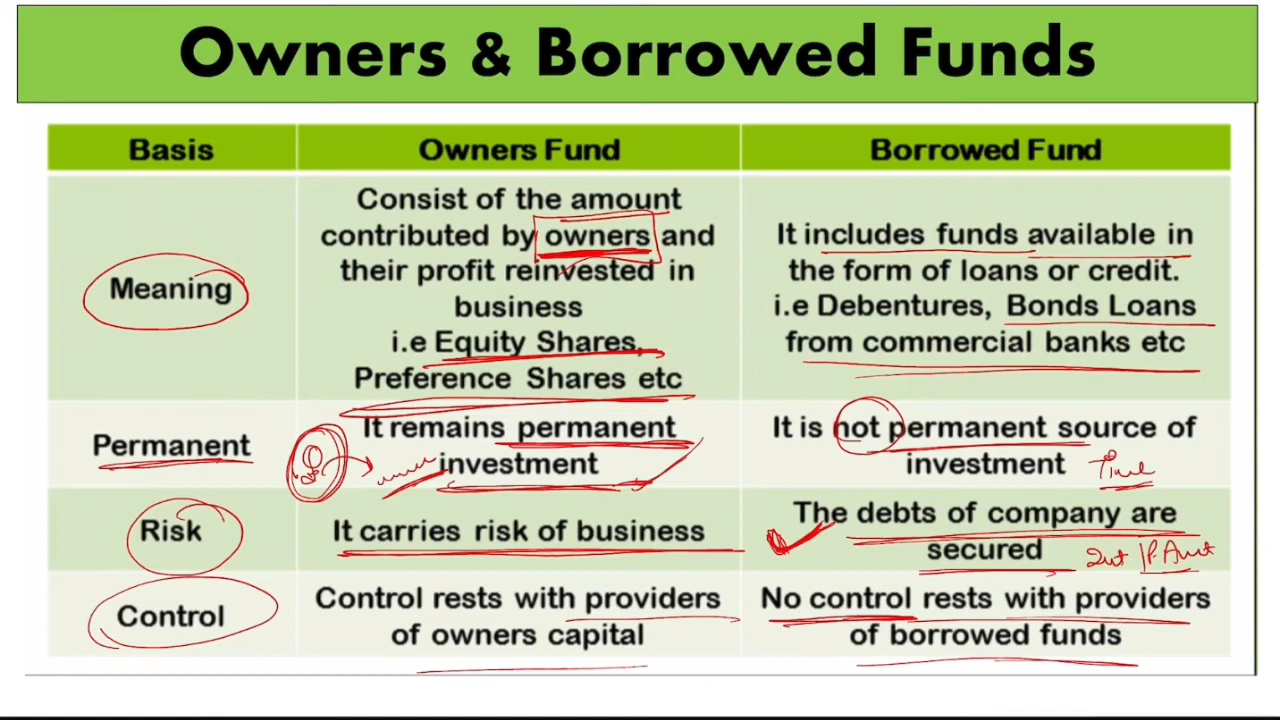 Owners & Borrowed Funds
Basis
Owners Fund
Borrowed Fund
Meaning
Consist of the amount
contributed by owners and
their profit reinvested in
business
i.e Equity Shares,
Preference Shares etc
It includes funds available in
the form of loans or credit.
i.e Debentures, Bonds Loans
from commercial banks etc
Permanent
It remains permanent
investment
It is not permanent source of
investment
Time
Risk
It carries risk of business
The debts of company are
secured
Control
Control rests with providers
of owners capital
No control rests with providers
of borrowed funds